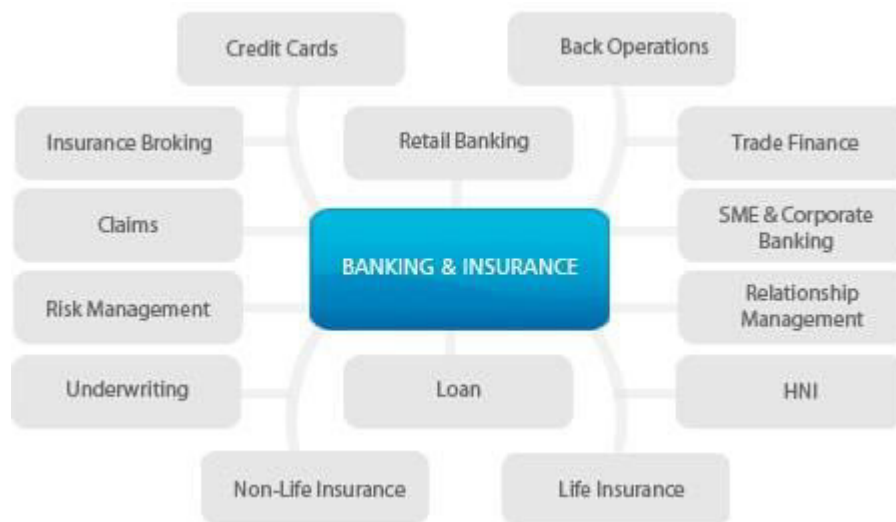 Credit Cards
Back Operations
Insurance Broking
Retail Banking
Trade Finance
Claims
SME & Corporate
Banking
BANKING & INSURANCE
Risk Management
Relationship
Management
Underwriting
Loan
HNI
Non-Life Insurance
Life Insurance